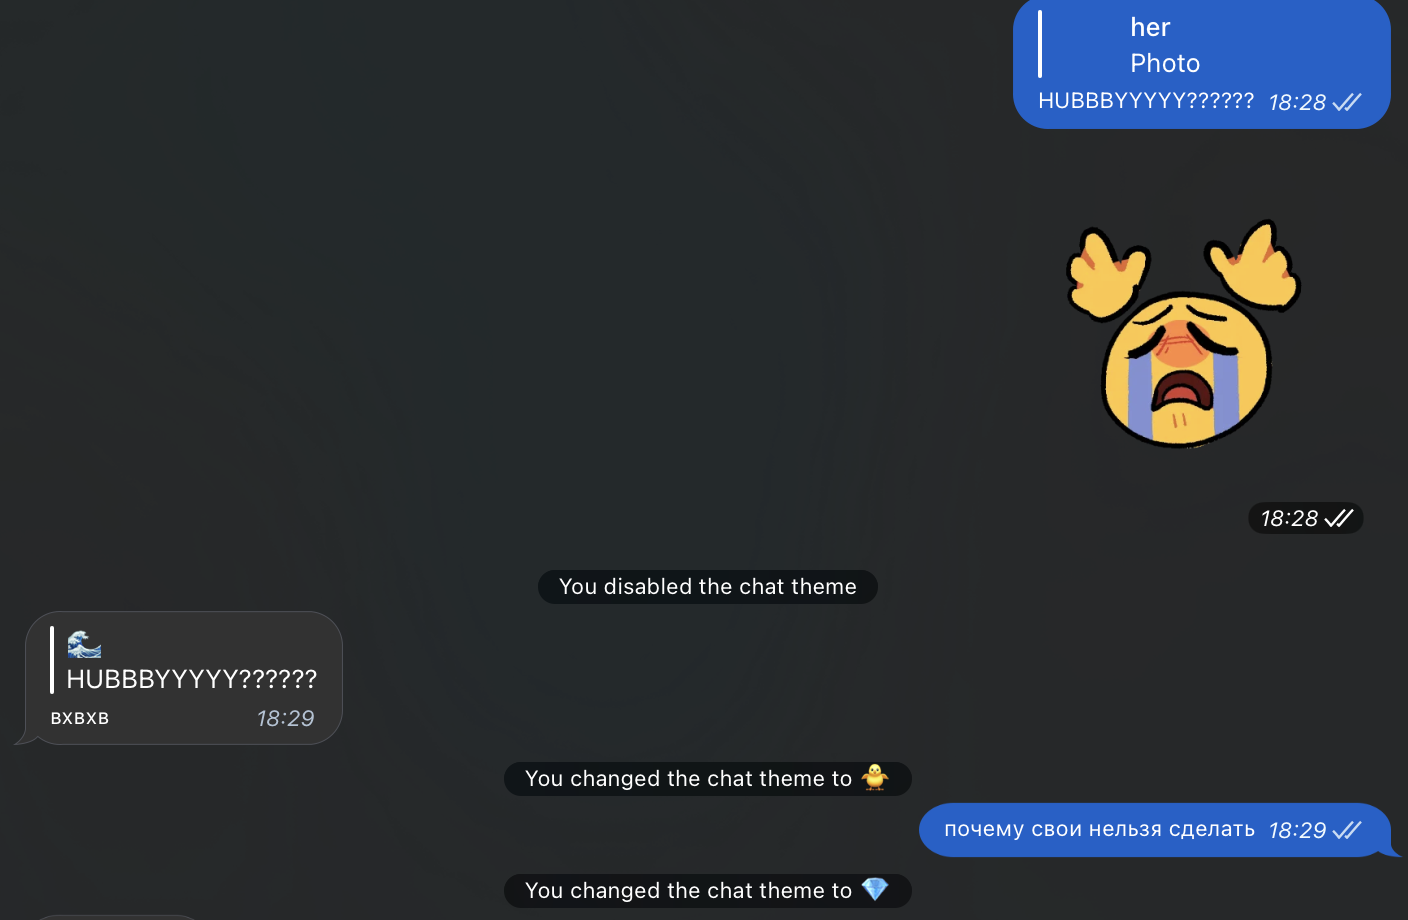 her
Photo
HUBBBYYYYY?????? 18:28
18:28
You disabled the chat theme
🌊
HUBBBYYYYY??????
вхвхв 18:29
You changed the chat theme to 🐥
почему свои нельзя сделать 18:29
You changed the chat theme to 💎